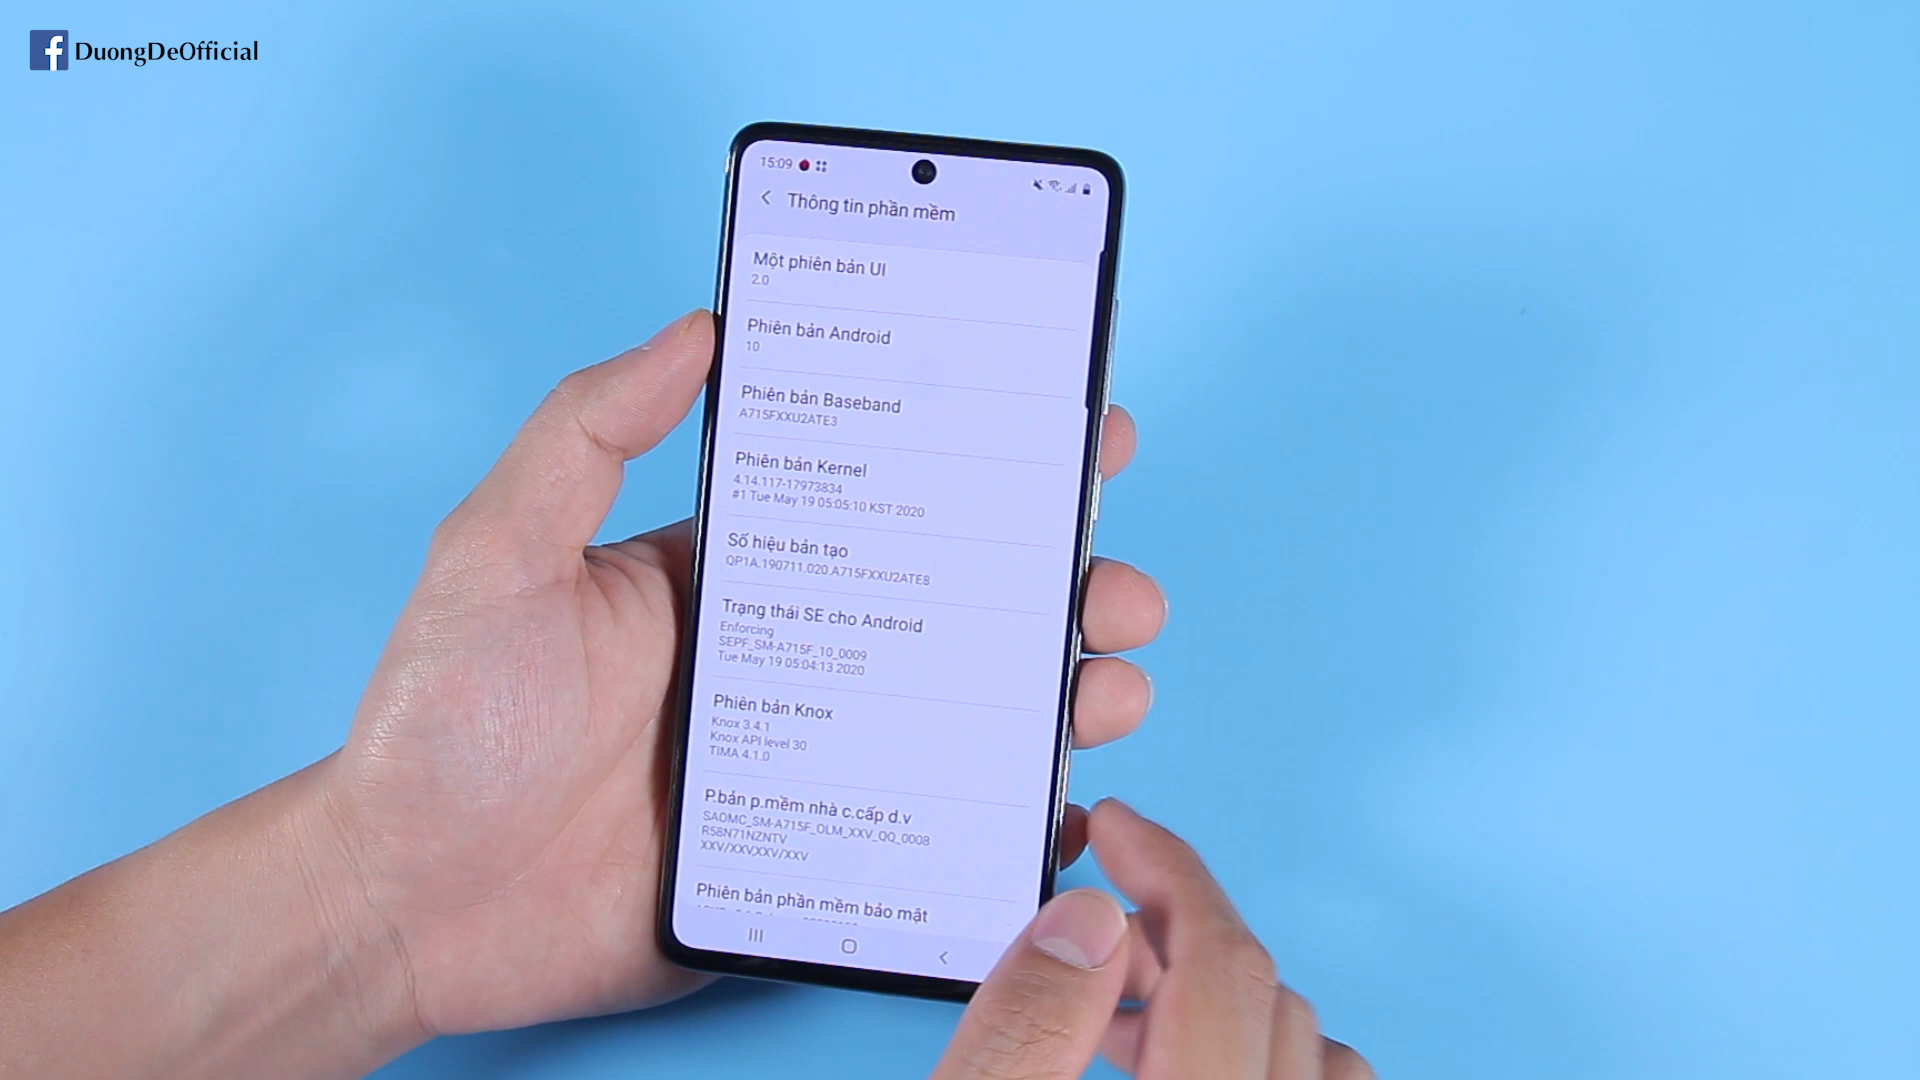 DuongDeOfficial
15:09
Thông tin phần mềm
Một phiên bản UI
2.0
Phiên bản Android
10
Phiên bản Baseband
A715FXXU2ATE3
Phiên bản Kernel
4.14.117-17973834
#1 Tue May 19 05:05:10 KST 2020
Số hiệu bản tạo
QP1A.190711.020.A715FXXU2ATE8
Trạng thái SE cho Android
Enforcing
SEPF_SM-A715F_10_0009
Tue May 19 05:04:13 2020
Phiên bản Knox
Knox 3.4.1
Knox API level 30
TIMA 4.1.0
P.bản p.mềm nhà c.cấp d.v
SAOMC_SM-A715F_OLM_XXV_QQ_0008
R58N71NZNTV
XXV/XXV,XXV/XXV
Phiên bản phần mềm bảo mật